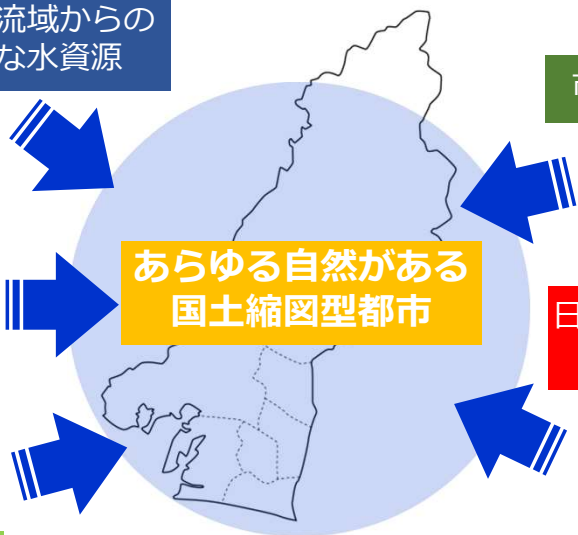 流域からの
な水資源
あらゆる自然がある
国土縮図型都市
日